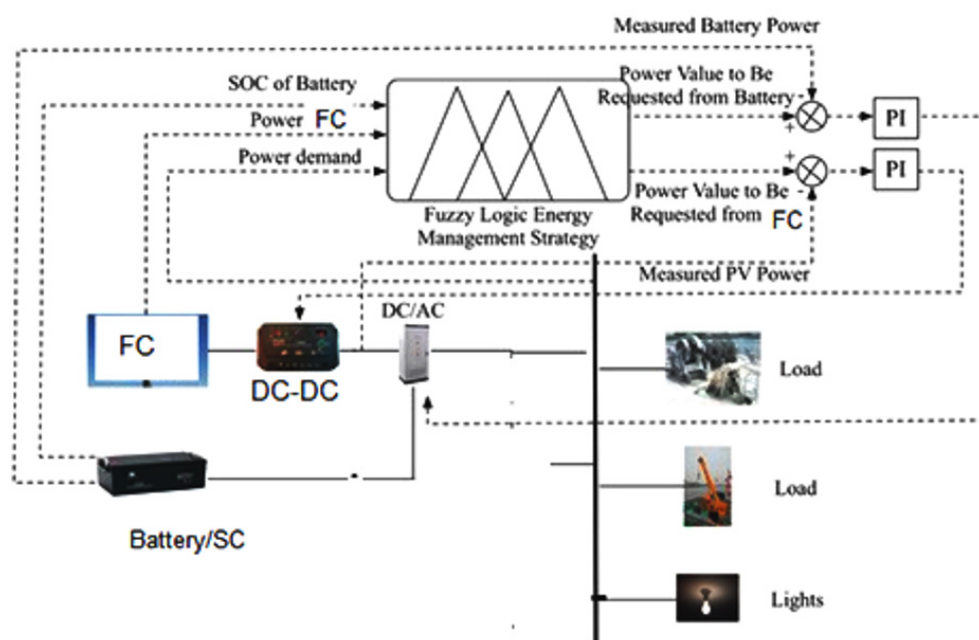 Measured Battery Power
SOC of Battery
Power FC
Power demand
Power Value to Be
Requested from Battery
-
+
PI
+
-
PI
Power Value to Be
Requested from FC
Fuzzy Logic Energy
Management Strategy
Measured PV Power
DC/AC
FC
DC-DC
Load
Load
Battery/SC
Lights